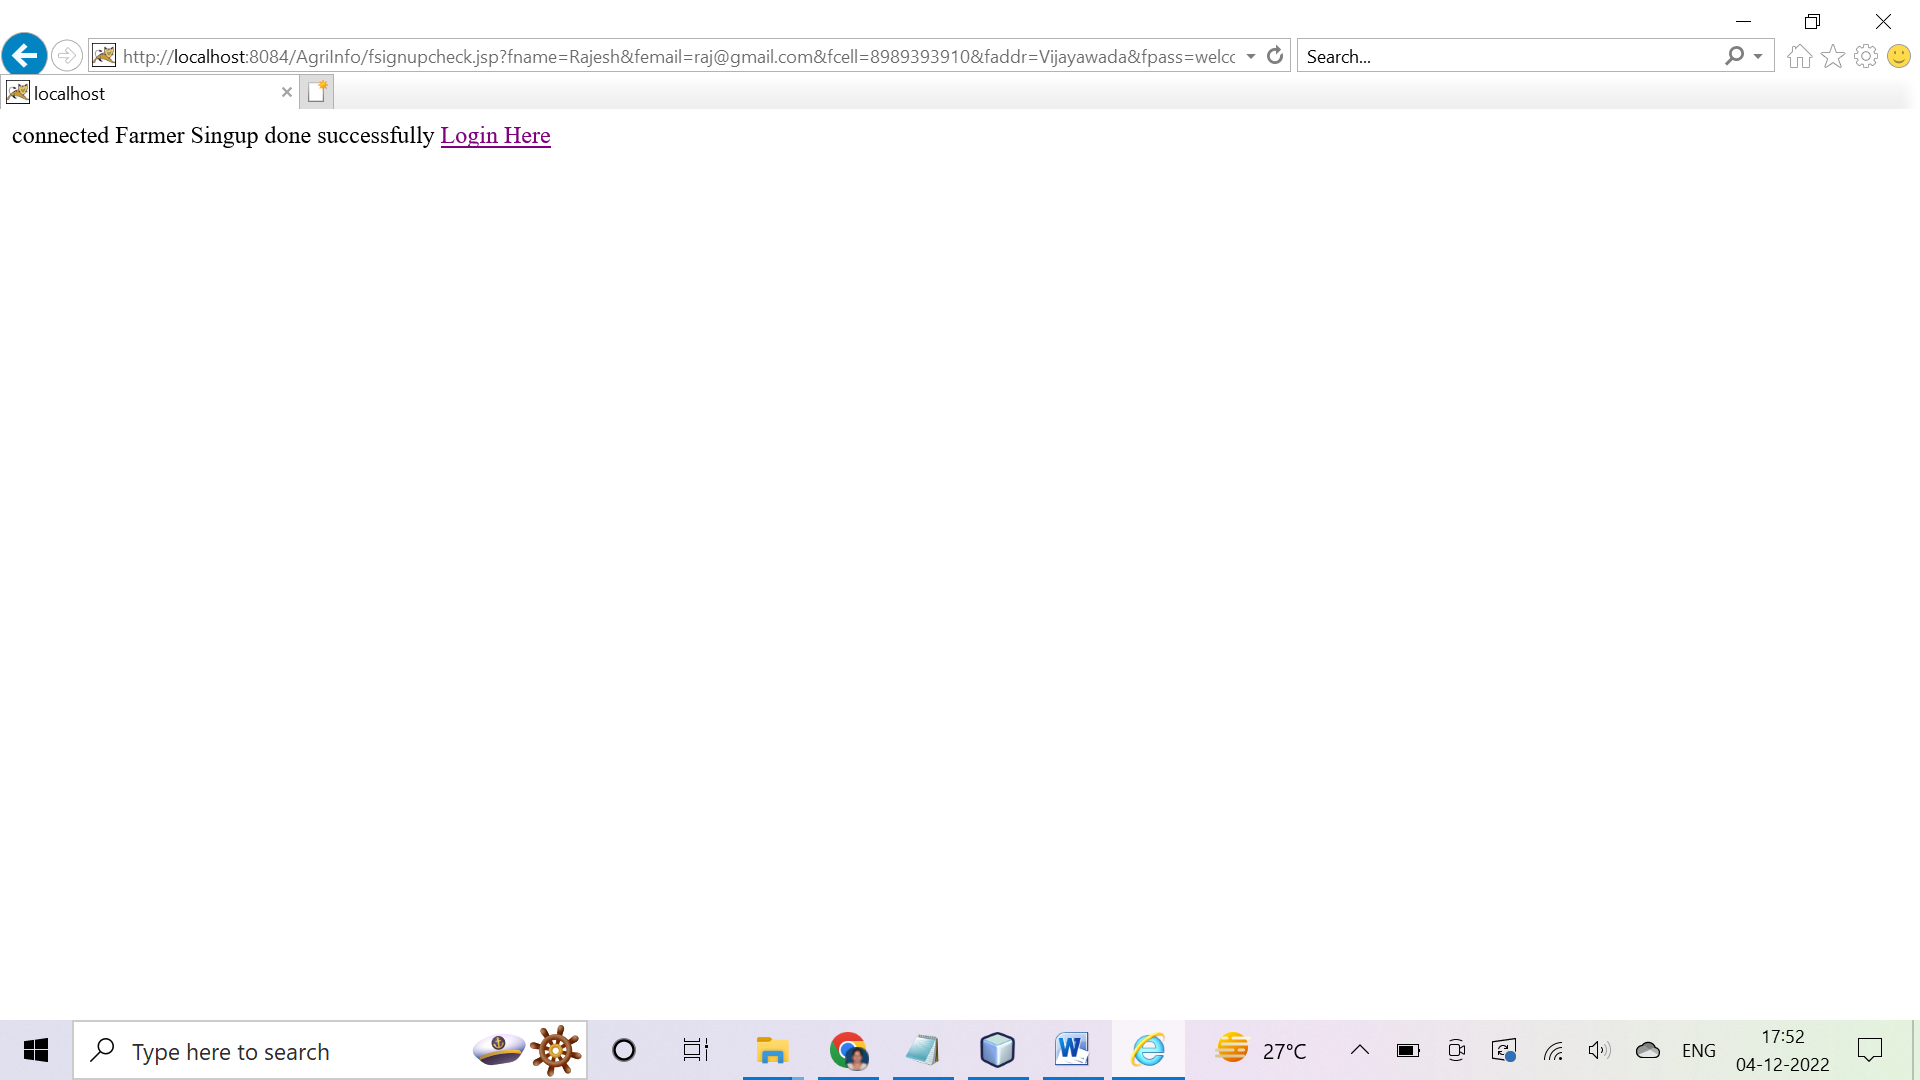 http://localhost:8084/AgriInfo/fsignupcheck.jsp?fname=Rajesh&femail=raj@gmail.com&fcell=8989393910&faddr=Vijayawada&fpass=welcc
Search...
localhost
connected Farmer Singup done successfully Login Here
Type here to search
27°C
ENG
17:52
04-12-2022